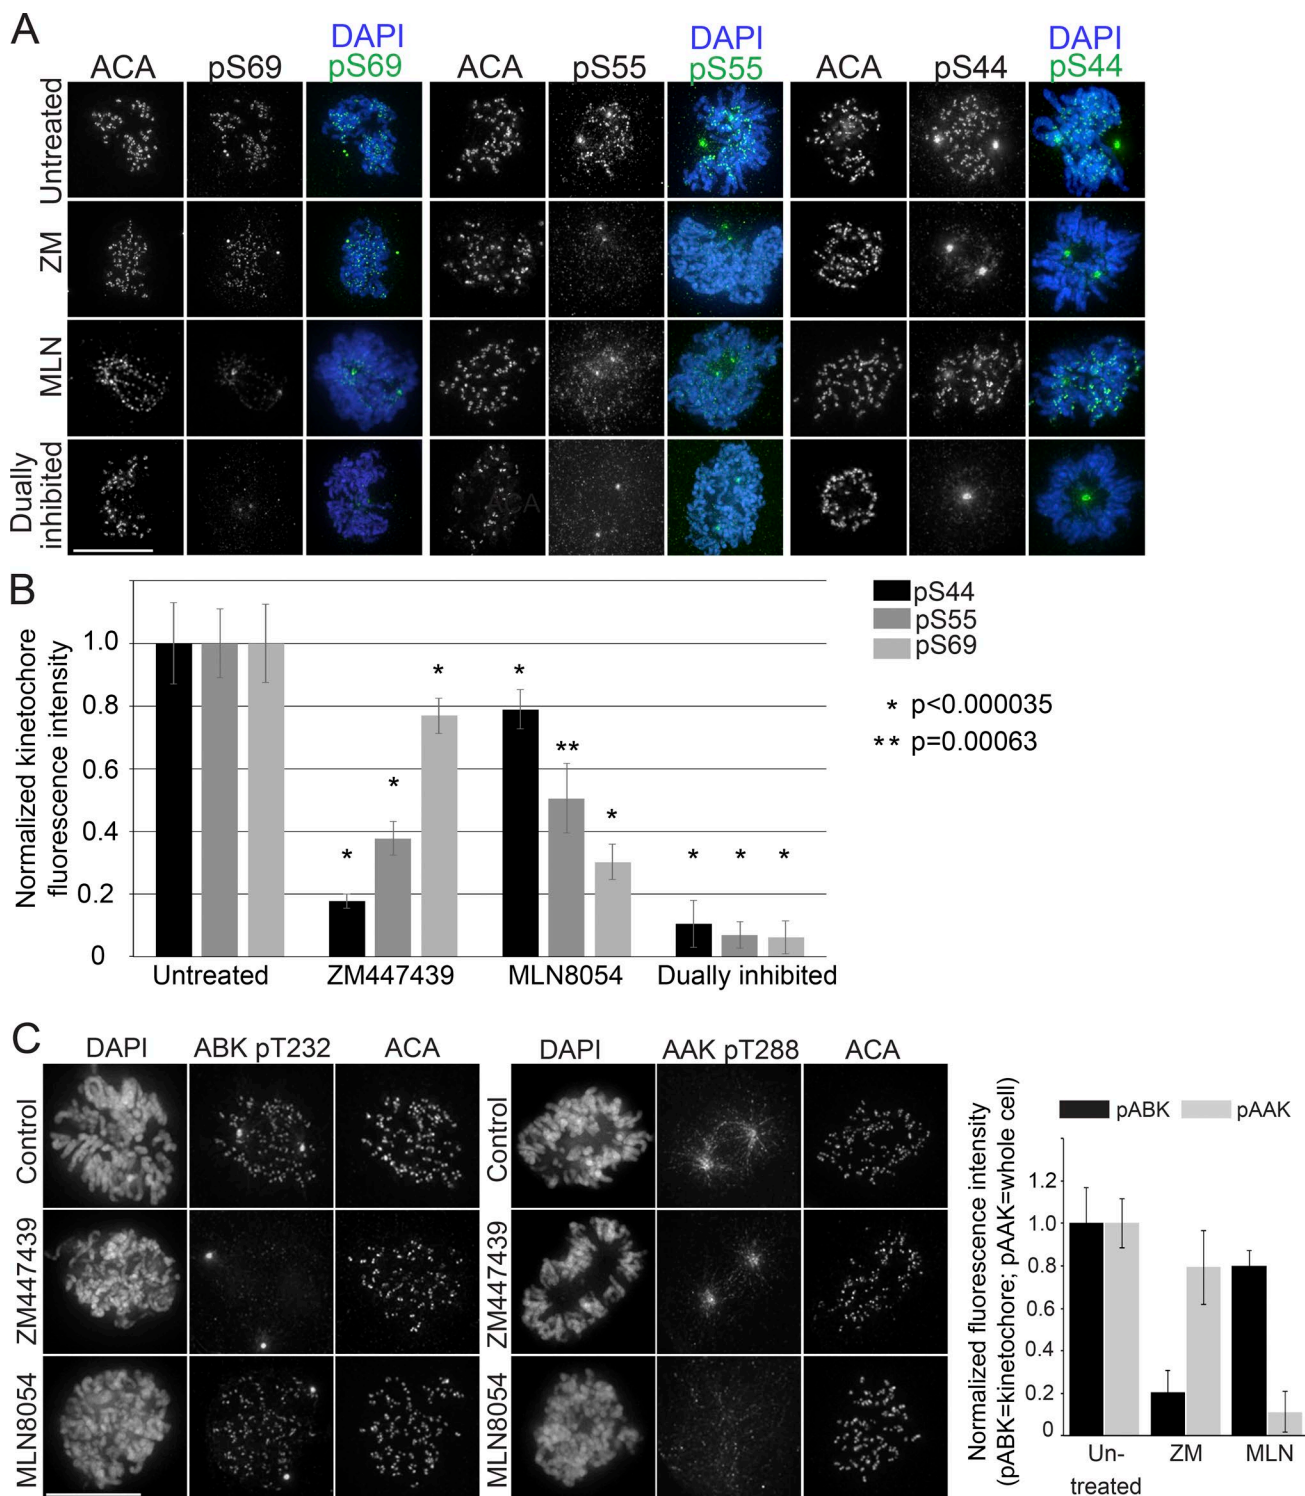 A
DAPI DAPI DAPI
ACA pS69 pS69 ACA pS55 pS55 ACA pS44 pS44
Untreated
ZM
MLN
Dually
inhibited
ACA
B
Normalized kinetochore
fluorescence intensity
1.0
0.8
0.6
0.4
0.2
0
* * * * ** * * * *
Untreated ZM447439 MLN8054 Dually inhibited
pS44
pS55
pS69
* p<0.000035
** p=0.00063
C
DAPI ABK pT232 ACA DAPI AAK pT288 ACA
Control Control
ZM447439 ZM447439
MLN8054 MLN8054
Normalized fluorescence intensity
(pABK=kinetochore; pAAK=whole cell)
pABK pAAK
1.2
1.0
0.8
0.6
0.4
0.2
0
Un-
treated
ZM MLN